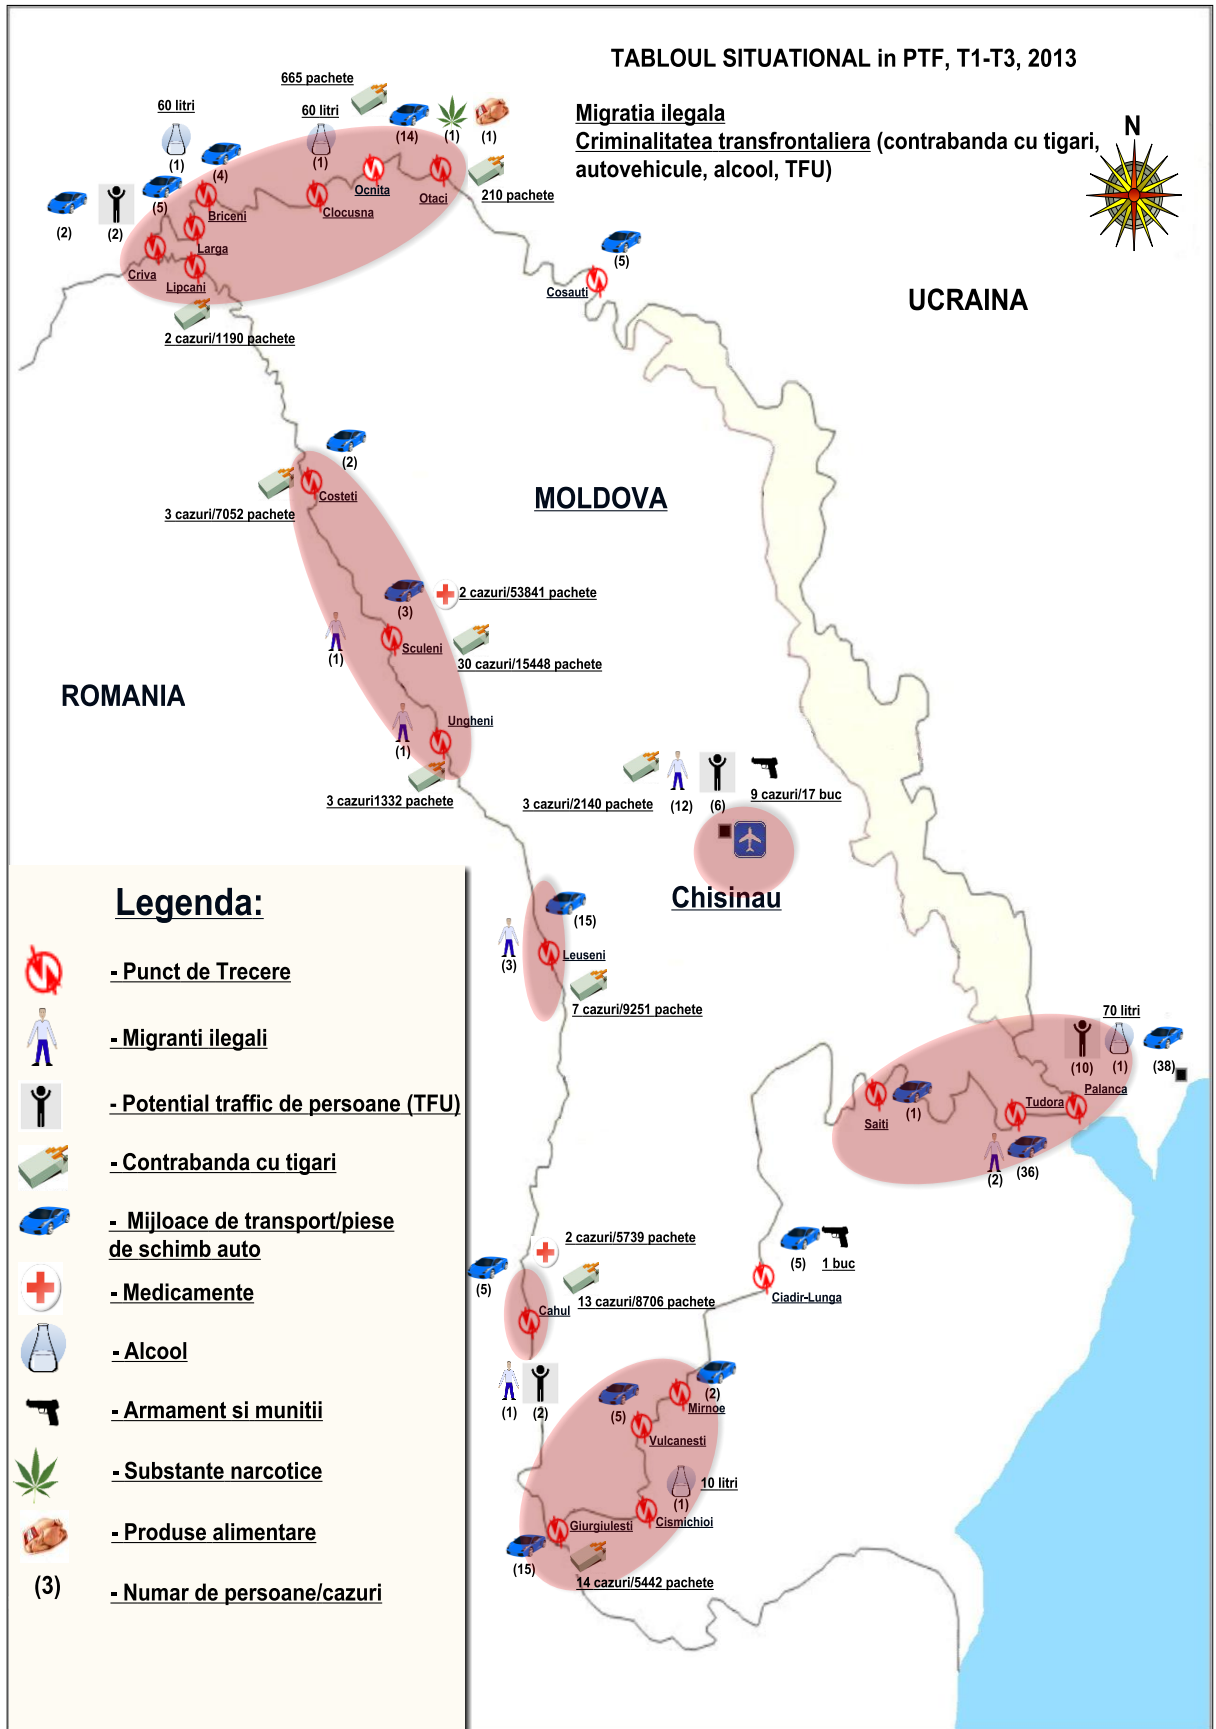 TABLOUL SITUATIONAL in PTF, T1-T3, 2013
Migratia ilegala
Criminalitatea transfrontaliera (contrabanda cu tigari,
autovehicule, alcool, TFU)
N
665 pachete
60 litri
60 litri
(14)
(1)
(1)
(1)
(4)
(1)
(5)
(2)
(2)
210 pachete
Ocnita
Otaci
Briceni
Clocusna
Larga
Criva
Lipcani
2 cazuri/1190 pachete
(5)
Cosauti
UCRAINA
(2)
Costeti
3 cazuri/7052 pachete
MOLDOVA
2 cazuri/53841 pachete
(3)
Sculeni
(1)
30 cazuri/15448 pachete
ROMANIA
Ungheni
(1)
3 cazuri1332 pachete
3 cazuri/2140 pachete
(12)
(6)
9 cazuri/17 buc
Chisinau
(15)
Leuseni
(3)
7 cazuri/9251 pachete
70 litri
(10)
(1)
(38)
Palanca
Tudora
(1)
Saiti
(2)
(36)
2 cazuri/5739 pachete
(5)
13 cazuri/8706 pachete
Cahul
(1)
(2)
(5)
1 buc
Ciadir-Lunga
(2)
Mirnoe
(5)
Vulcanesti
10 litri
(1)
Cismichioi
Giurgiulesti
(15)
14 cazuri/5442 pachete
Legenda:
- Punct de Trecere
- Migranti ilegali
- Potential traffic de persoane (TFU)
- Contrabanda cu tigari
- Mijloace de transport/piese
de schimb auto
- Medicamente
- Alcool
- Armament si munitii
- Substante narcotice
- Produse alimentare
(3) - Numar de persoane/cazuri